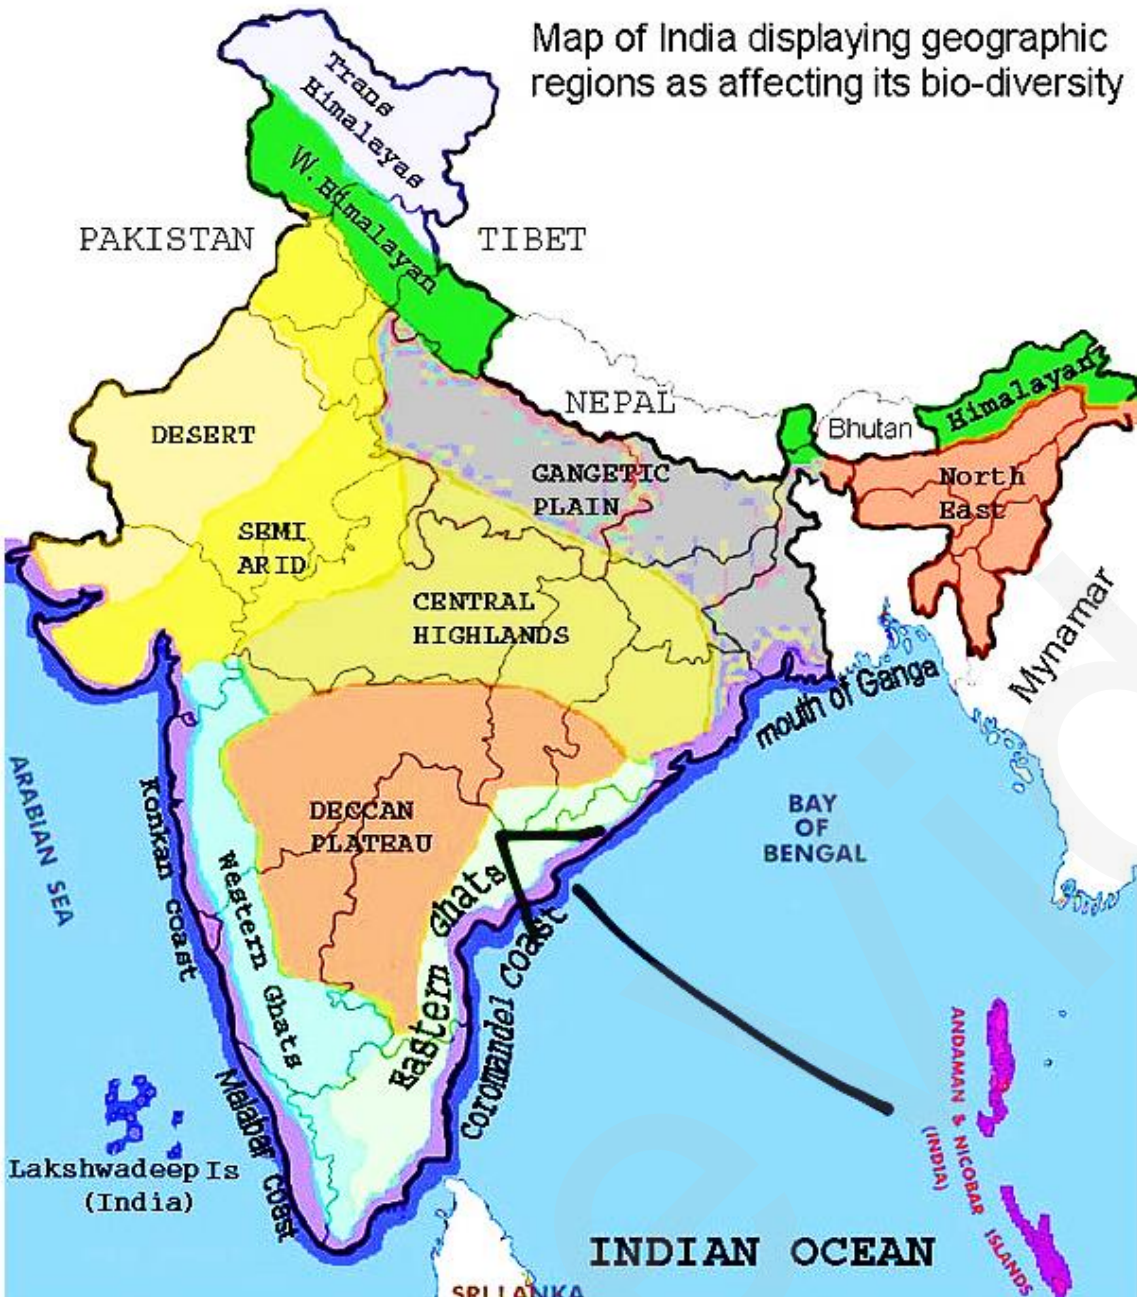 Map of India displaying geographic
regions as affecting its bio-diversity
Trans
Himalayas
W. Himalayan
PAKISTAN
TIBET
NEPAL
Bhutan
Himalayan
DESERT
GANGETIC
PLAIN
North
East
SEMI
ARID
CENTRAL
HIGHLANDS
Mynamar
mouth of Ganga
ARABIAN SEA
Konkan coast
DECCAN
PLATEAU
BAY
OF
BENGAL
Western Ghats
Eastern Ghats
Coromandel Coast
ANDAMAN & NICOBAR ISLANDS
(INDIA)
Malabar coast
Lakshwadeep Is
(India)
INDIAN OCEAN
SRI LANKA